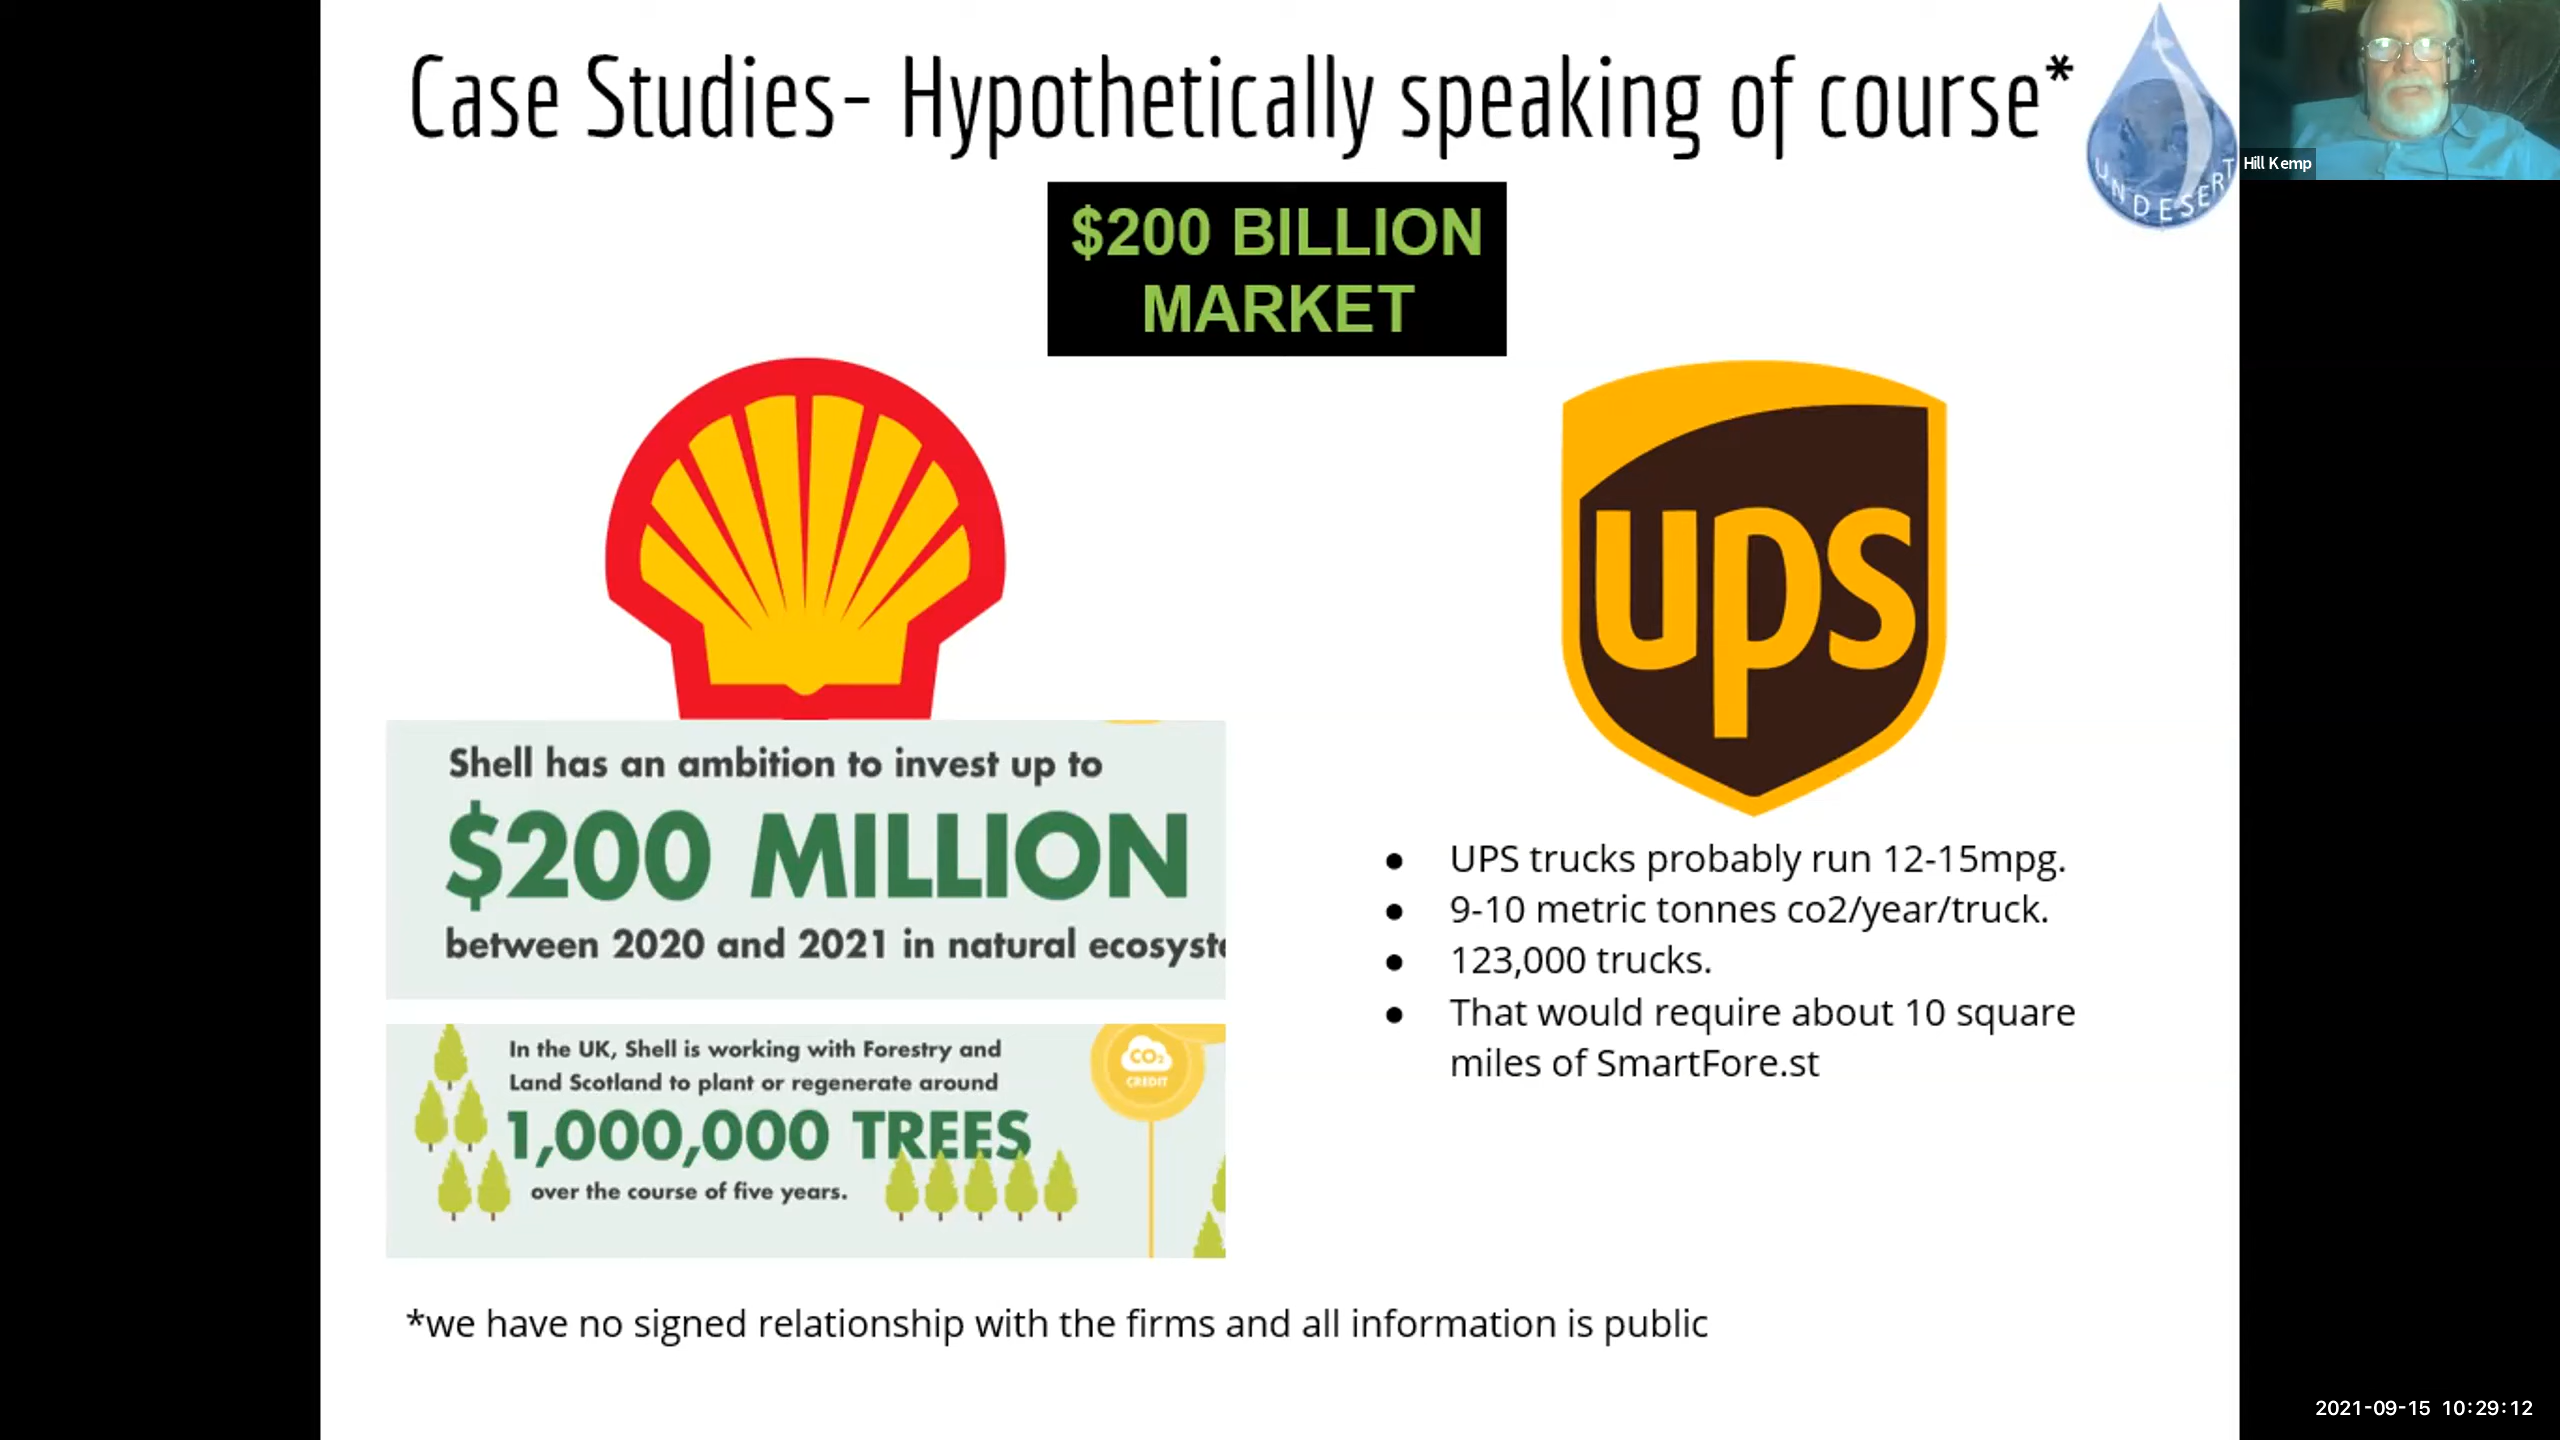 Case Studies- Hypothetically speaking of course*
UNDESERT
Hill Kemp
$200 BILLION
MARKET
ups
Shell has an ambition to invest up to
$200 MILLION
between 2020 and 2021 in natural ecosyste
In the UK, Shell is working with Forestry and
Land Scotland to plant or regenerate around
1,000,000 TREES
over the course of five years.
CO₂
CREDIT
● UPS trucks probably run 12-15mpg.
● 9-10 metric tonnes co2/year/truck.
● 123,000 trucks.
● That would require about 10 square
miles of SmartFore.st
*we have no signed relationship with the firms and all information is public
2021-09-15 10:29:12